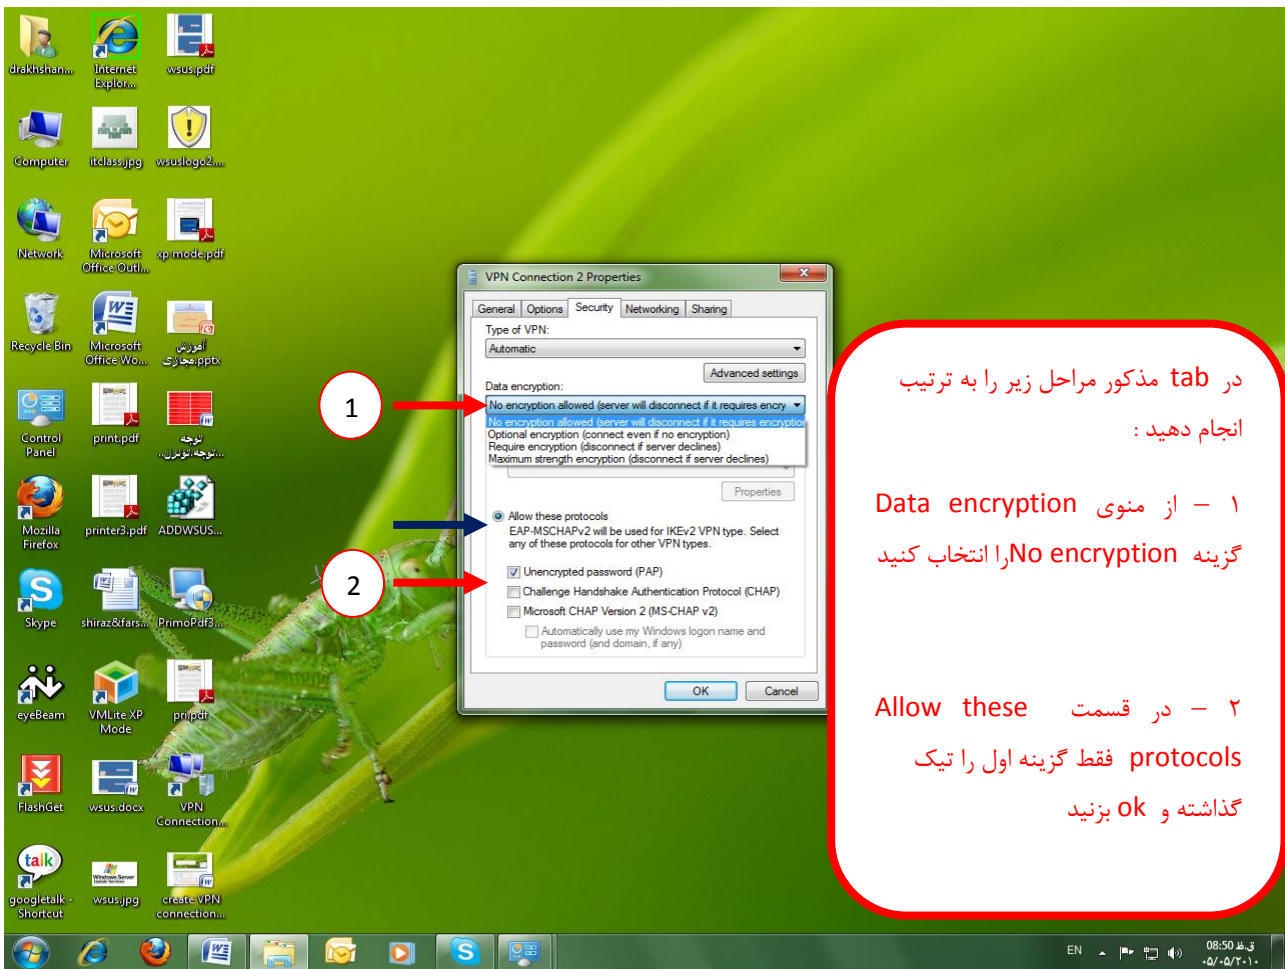 drakhshan...
Internet
Explor...
wsus.pdf
Computer
itclass.jpg
wsuslogo2....
Network
Microsoft
Office Outl...
xp mode.pdf
Recycle Bin
Microsoft
Office Wo...
آموزش
مجازی.pptx
Control
Panel
print.pdf
توجه
توجه،تونرل...
Mozilla
Firefox
printer3.pdf
ADDWSUS...
Skype
shiraz&fars...
PrimoPdf3...
eyeBeam
VMLite XP
Mode
pri.pdf
FlashGet
wsus.docx
VPN
Connection...
talk
googletalk -
Shortcut
Windows Server
wsus.jpg
create VPN
connection...
VPN Connection 2 Properties
General Options Security Networking Sharing
Type of VPN:
Automatic
Advanced settings
Data encryption:
No encryption allowed (server will disconnect if it requires encry
No encryption allowed (server will disconnect if it requires encryption
Optional encryption (connect even if no encryption)
Require encryption (disconnect if server declines)
Maximum strength encryption (disconnect if server declines)
Properties
Allow these protocols
EAP-MSCHAPv2 will be used for IKEv2 VPN type. Select
any of these protocols for other VPN types.
Unencrypted password (PAP)
Challenge Handshake Authentication Protocol (CHAP)
Microsoft CHAP Version 2 (MS-CHAP v2)
Automatically use my Windows logon name and
password (and domain, if any)
OK Cancel
1
2
در tab مذکور مراحل زیر را به ترتیب
انجام دهید :
۱ – از منوی Data encryption
گزینه No encryptionرا انتخاب کنید
۲ – در قسمت Allow these
protocols فقط گزینه اول را تیک
گذاشته و ok بزنید
EN
08:50 ق.ظ
۰۵/۰۵/۲۰۱۰